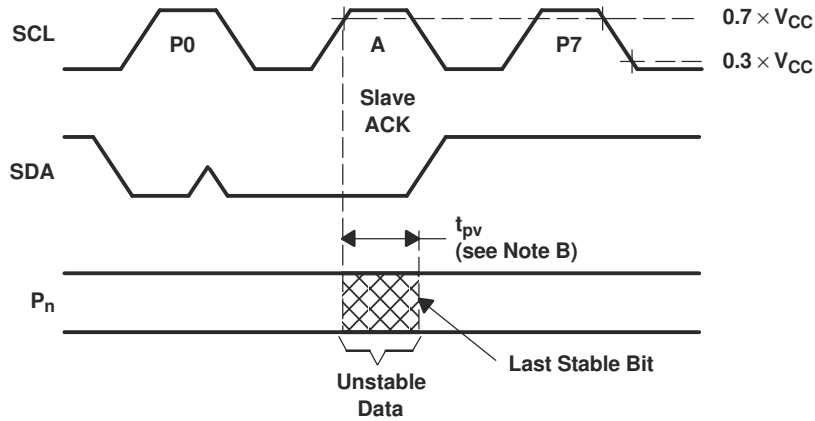 0.7 × VCC
SCL
P0
A
P7
0.3 × VCC
Slave
ACK
SDA
tpv
(see Note B)
Pn
Last Stable Bit
Unstable
Data